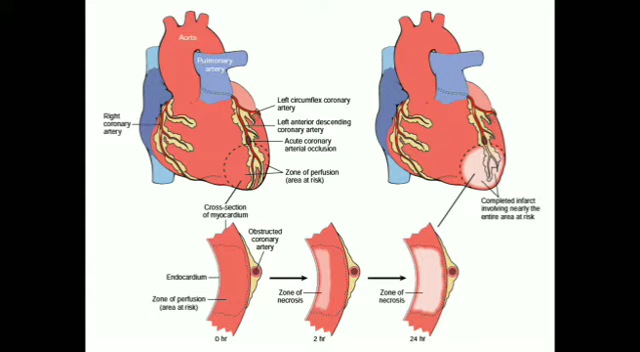 Aorta
Pulmonary
artery
Left circumflex coronary
artery
Left anterior descending
coronary artery
Right
coronary
artery
Acute coronary
arterial occlusion
Zone of perfusion
(area at risk)
Completed infarct
involving nearly the
entire area at risk
Cross-section
of myocardium
Obstructed
coronary
artery
Endocardium
Zone of perfusion
(area at risk)
Zone of
necrosis
Zone of
necrosis
0 hr
2 hr
24 hr